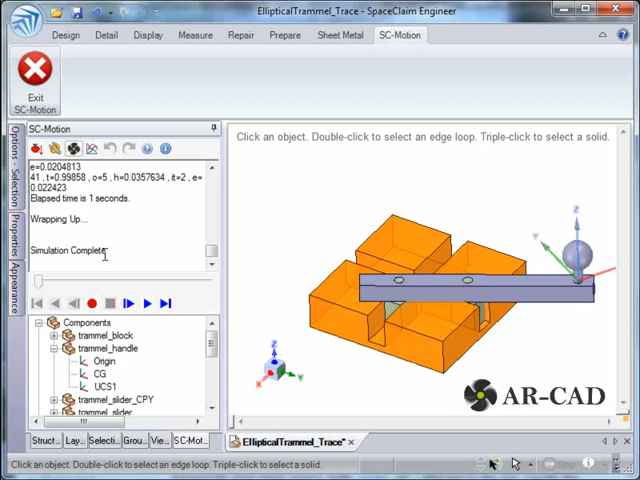 EllipticalTrammel_Trace - SpaceClaim Engineer
Design Detail Display Measure Repair Prepare Sheet Metal SC-Motion
Exit
SC-Motion
Options - Selection
Properties
Appearance
SC-Motion
e=0.0204813
41 , t=0.99858 , o=5 , h=0.0357634 , it=2 , e=
0.022423
Elapsed time is 1 seconds.
Wrapping Up...
Simulation Complete
Components
trammel_block
trammel_handle
Origin
CG
UCS1
trammel_slider_CPY
trammel_slider
Struct... Lay... Selecti... Grou... Vie... SC-Mot...
Click an object. Double-click to select an edge loop. Triple-click to select a solid.
Z
Y
Z
X
Y
AR-CAD
EllipticalTrammel_Trace*
Click an object. Double-click to select an edge loop. Triple-click to select a solid.
Stop